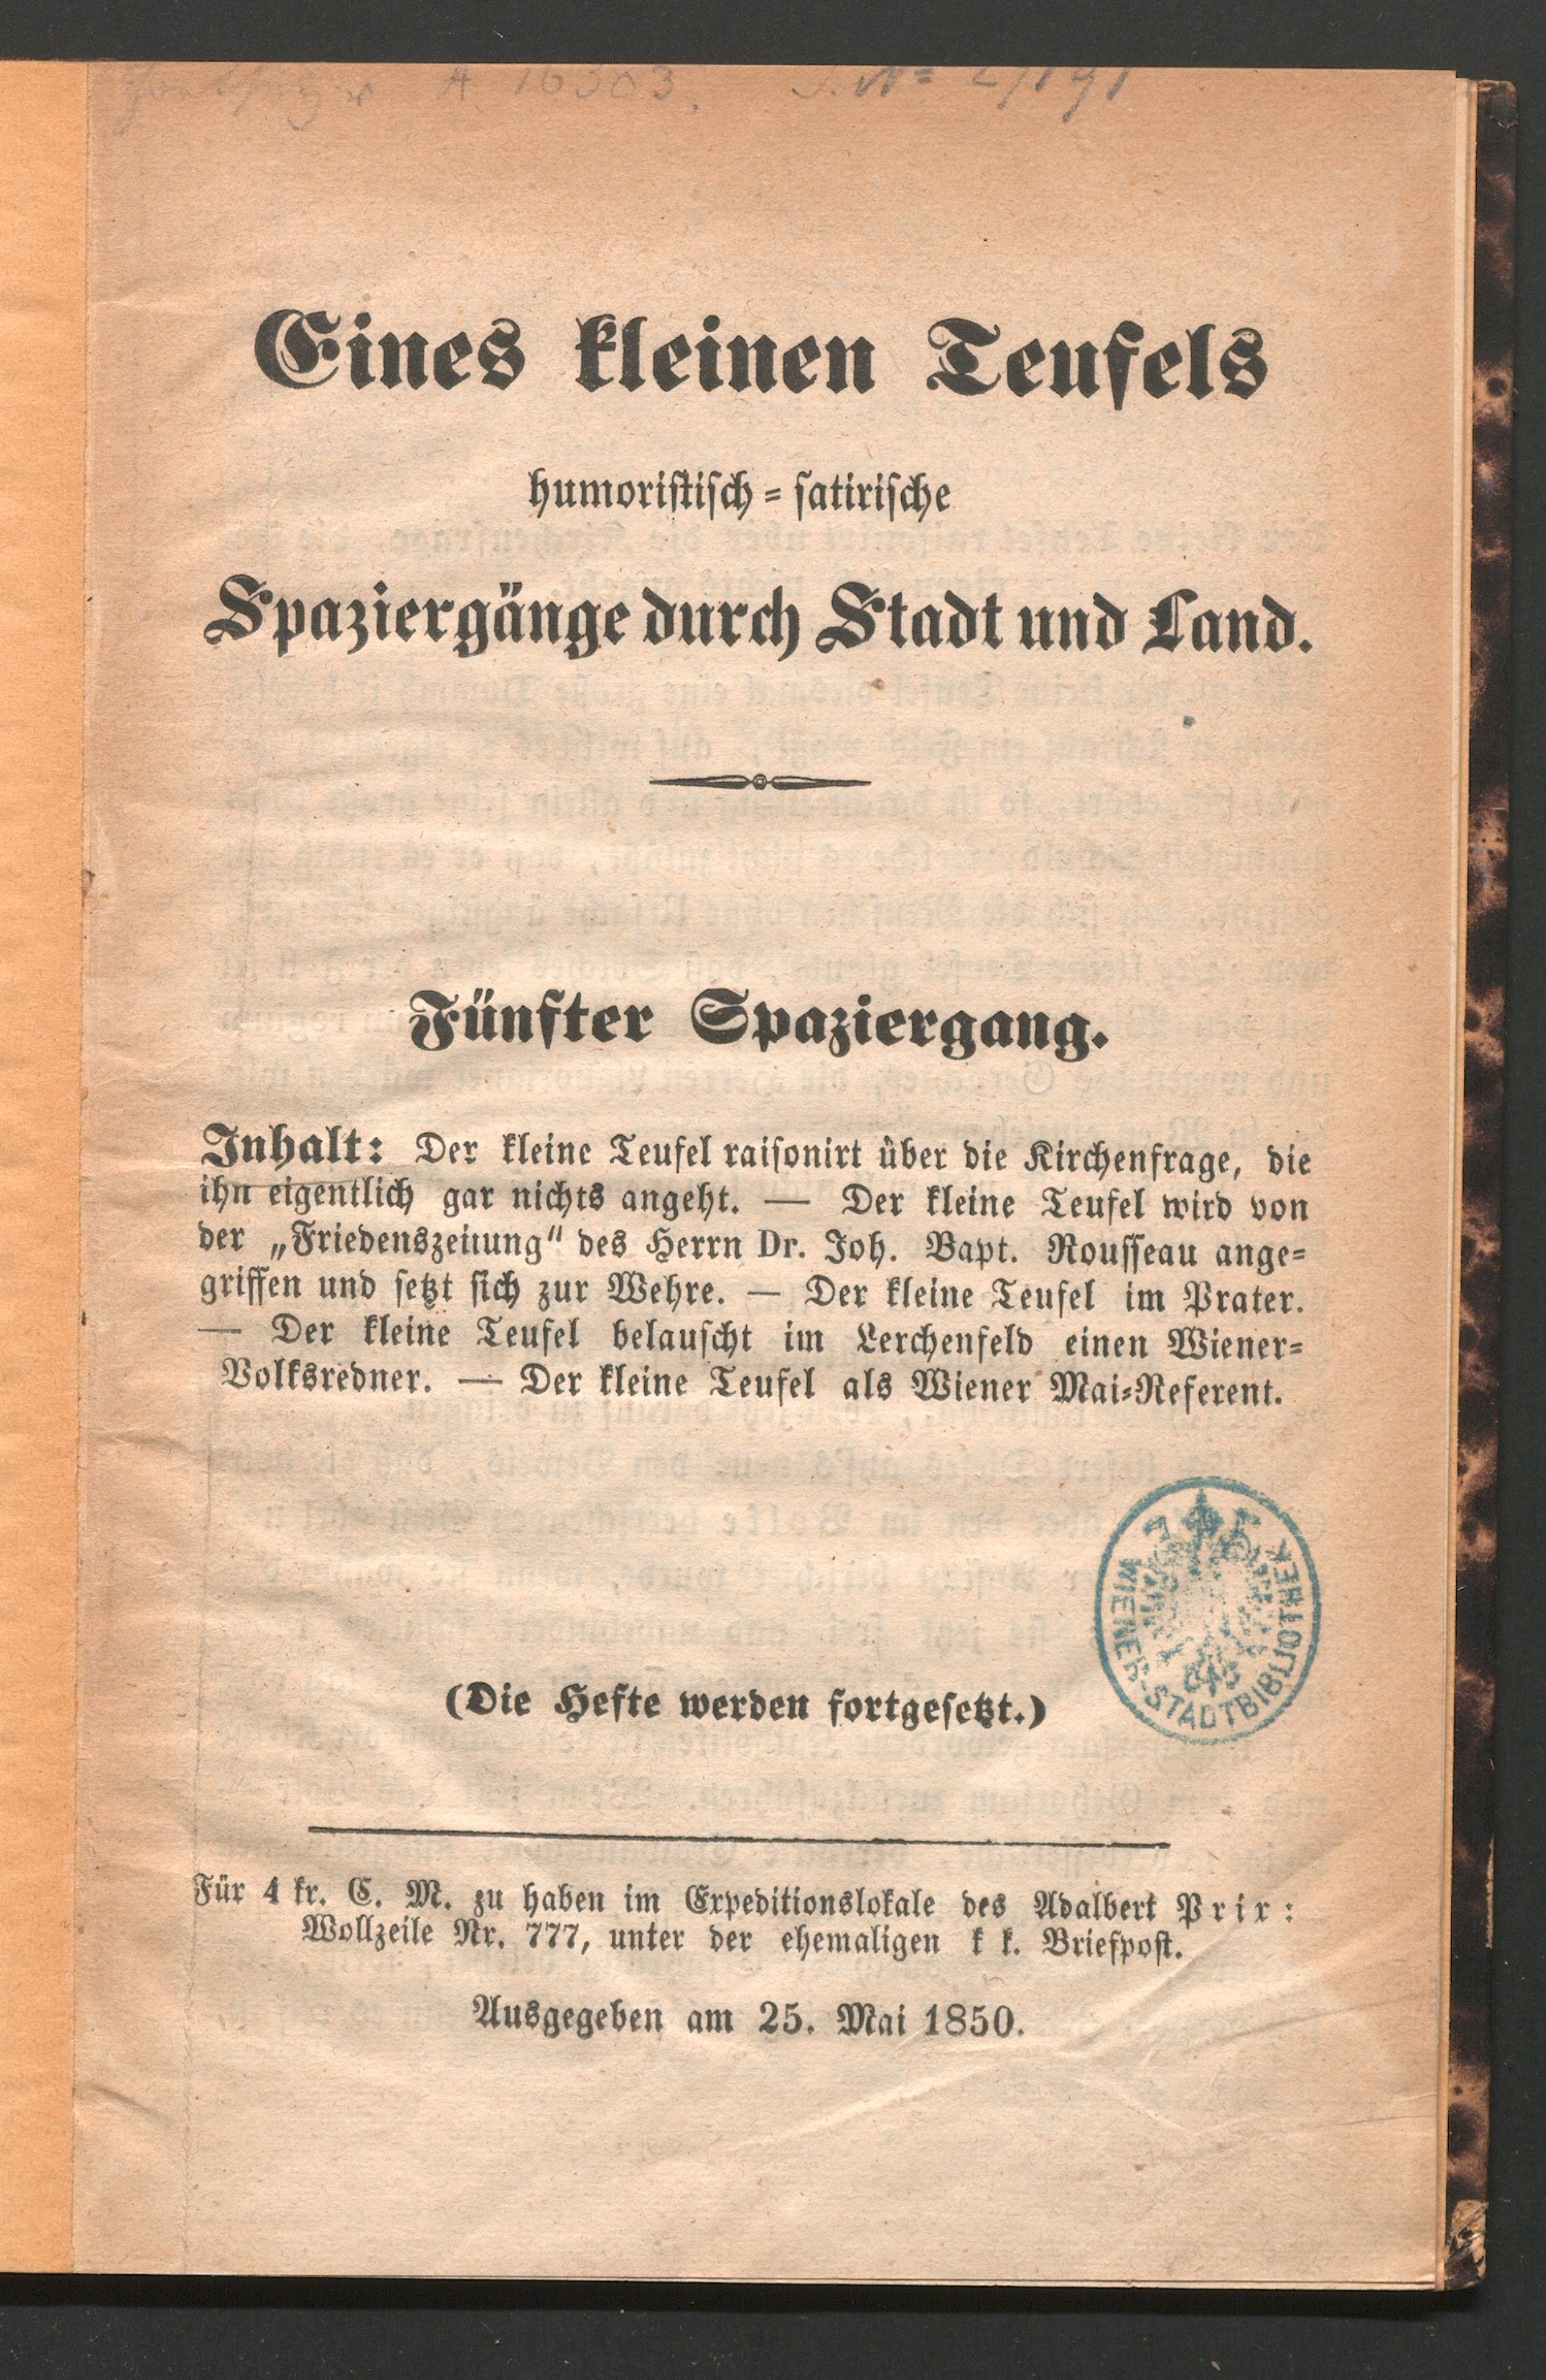 A 16303. J. N=
Eines kleinen Teufels
humoristisch = satirische
Spaziergänge durch Stadt und Land.
Fünfter Spaziergang.
Inhalt: Der kleine Teufel raisonirt über die Kirchenfrage, die
ihn eigentlich gar nichts angeht. — Der kleine Teufel wird von
der „Friedenszeitung“ des Herrn Dr. Joh. Bapt. Rousseau ange=
griffen und setzt sich zur Wehre. — Der kleine Teufel im Prater.
— Der kleine Teufel belauscht im Lerchenfeld einen Wiener=
Volksredner. — Der kleine Teufel als Wiener Mai=Referent.
WIENER-STADTBIBLIOTHEK
(Die Hefte werden fortgesetzt.)
Für 4 kr. C. M. zu haben im Expeditionslokale des Adalbert Prix:
Wollzeile Nr. 777, unter der ehemaligen k k. Briefpost.
Ausgegeben am 25. Mai 1850.